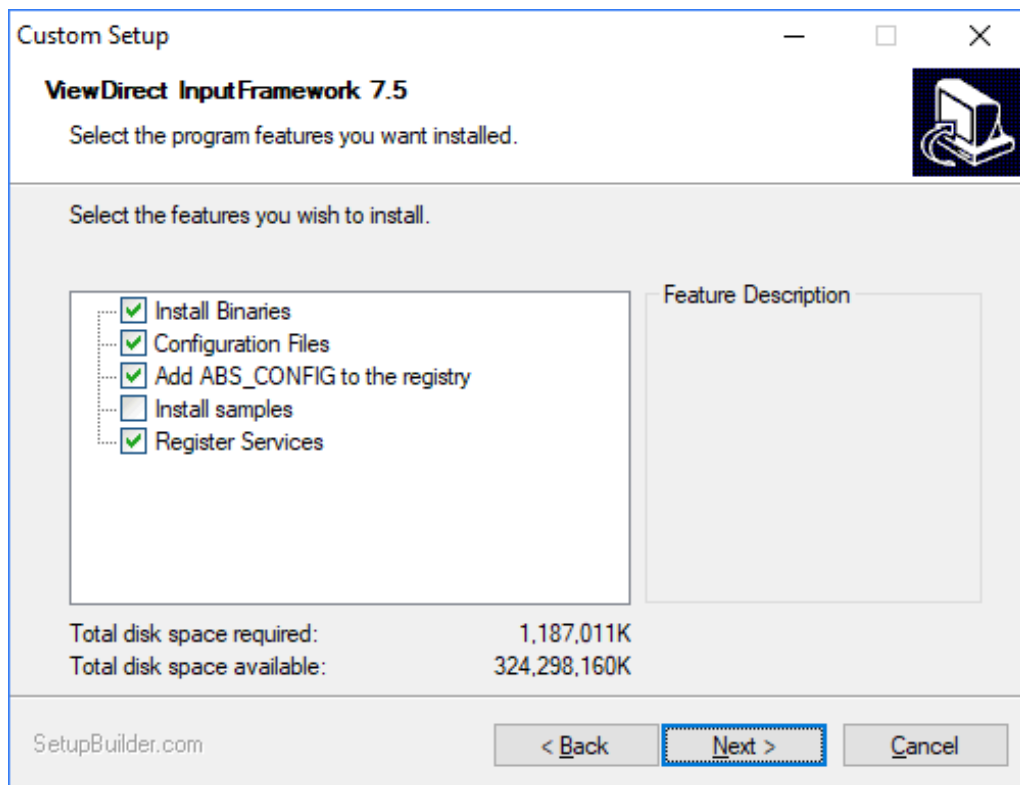 Custom Setup
ViewDirect InputFramework 7.5
Select the program features you want installed.
Select the features you wish to install.
Feature Description
Install Binaries
Configuration Files
Add ABS_CONFIG to the registry
Install samples
Register Services
Total disk space required: 1,187,011K
Total disk space available: 324,298,160K
SetupBuilder.com
< Back
Next >
Cancel